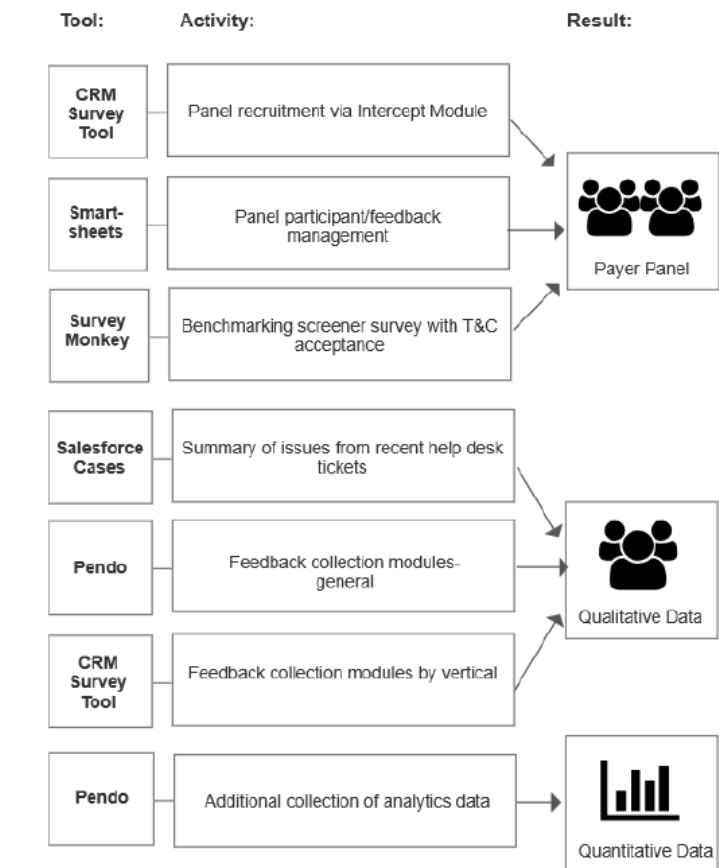 Tool: Activity: Result:
CRM
Survey
Tool
Panel recruitment via Intercept Module
Smart-
sheets
Panel participant/feedback
management
Payer Panel
Survey
Monkey
Benchmarking screener survey with T&C
acceptance
Salesforce
Cases
Summary of issues from recent help desk
tickets
Pendo
Feedback collection modules-
general
Qualitative Data
CRM
Survey
Tool
Feedback collection modules by vertical
Pendo
Additional collection of analytics data
Quantitative Data